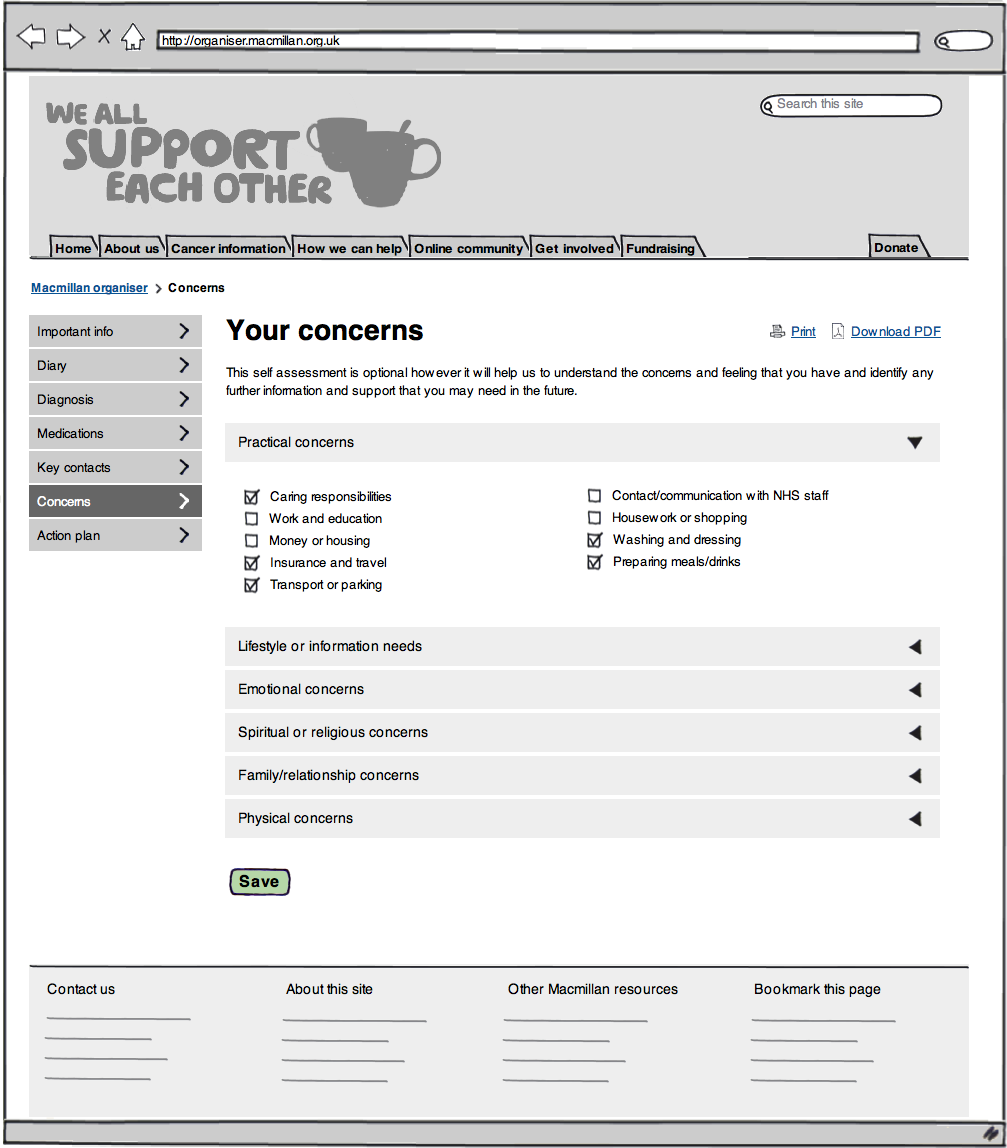 http://organiser.macmillan.org.uk
WE ALL
SUPPORT
EACH OTHER
Search this site
Home About us Cancer information How we can help Online community Get involved Fundraising Donate
Macmillan organiser > Concerns
Important info
Diary
Diagnosis
Medications
Key contacts
Concerns
Action plan
Your concerns
Print Download PDF
This self assessment is optional however it will help us to understand the concerns and feeling that you have and identify any
further information and support that you may need in the future.
Practical concerns
Caring responsibilities
Work and education
Money or housing
Insurance and travel
Transport or parking
Contact/communication with NHS staff
Housework or shopping
Washing and dressing
Preparing meals/drinks
Lifestyle or information needs
Emotional concerns
Spiritual or religious concerns
Family/relationship concerns
Physical concerns
Save
Contact us
About this site
Other Macmillan resources
Bookmark this page